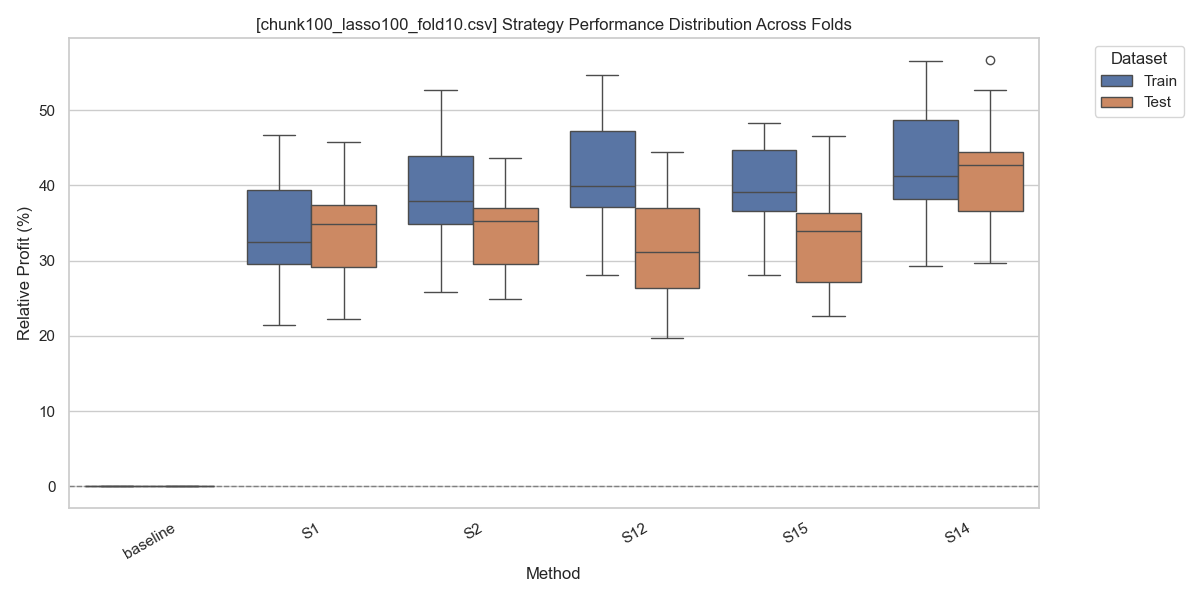 [chunk100_lasso100_fold10.csv] Strategy Performance Distribution Across Folds
Dataset
Train
Test
Relative Profit (%)
50
40
30
20
10
0
baseline
S1
S2
S12
S15
S14
Method